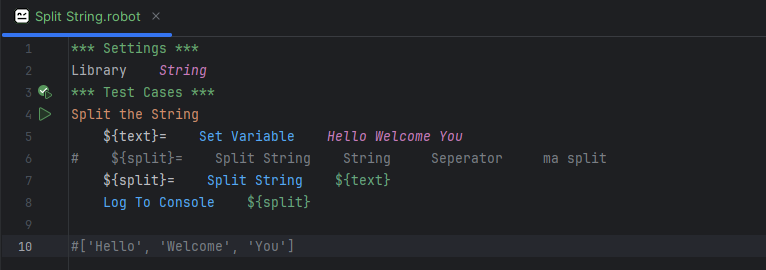 Split String.robot ×
1 *** Settings ***
2 Library    String
3 *** Test Cases ***
4 Split the String
5     ${text}=    Set Variable    Hello Welcome You
6 #    ${split}=    Split String    String    Seperator    ma split
7     ${split}=    Split String    ${text}
8     Log To Console    ${split}
9
10 #['Hello', 'Welcome', 'You']